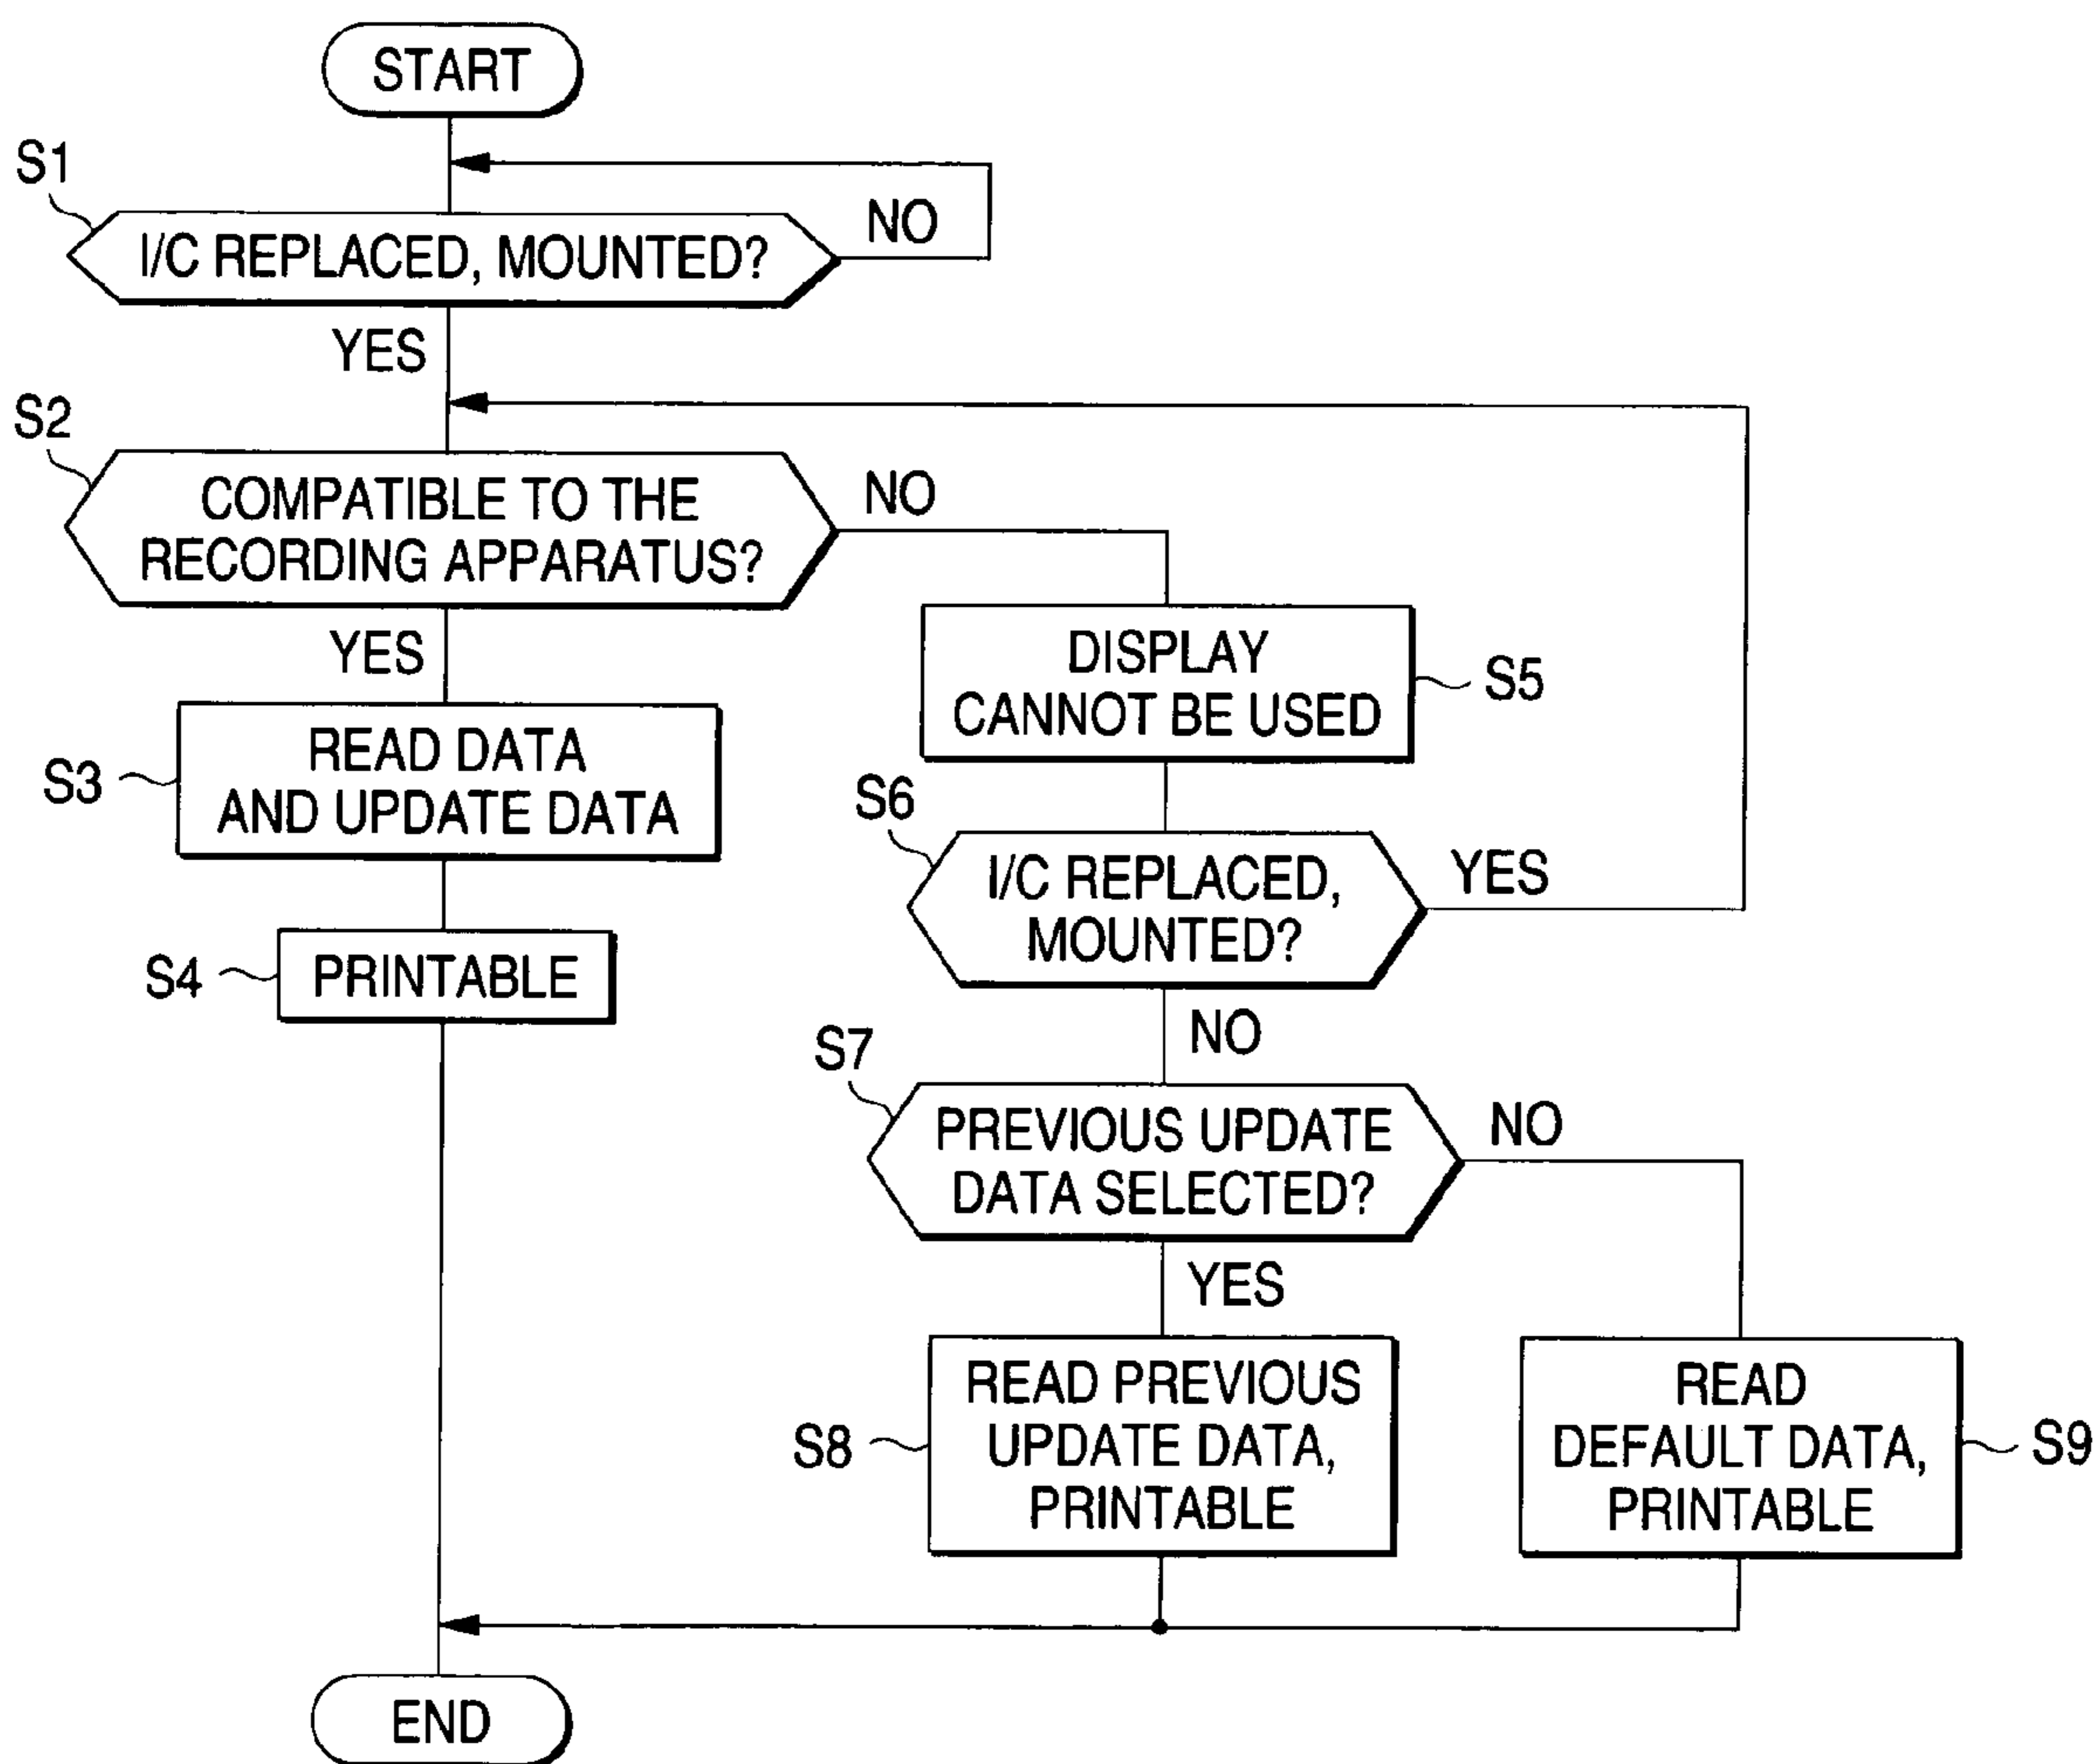 START
S1
NO
I/C REPLACED, MOUNTED?
YES
S2
COMPATIBLE TO THE
RECORDING APPARATUS?
NO
YES
DISPLAY
CANNOT BE USED
S5
S3
READ DATA
AND UPDATE DATA
S6
I/C REPLACED,
MOUNTED?
YES
S4
PRINTABLE
NO
S7
PREVIOUS UPDATE
DATA SELECTED?
NO
YES
S8
READ PREVIOUS
UPDATE DATA,
PRINTABLE
READ
DEFAULT DATA,
PRINTABLE
S9
END